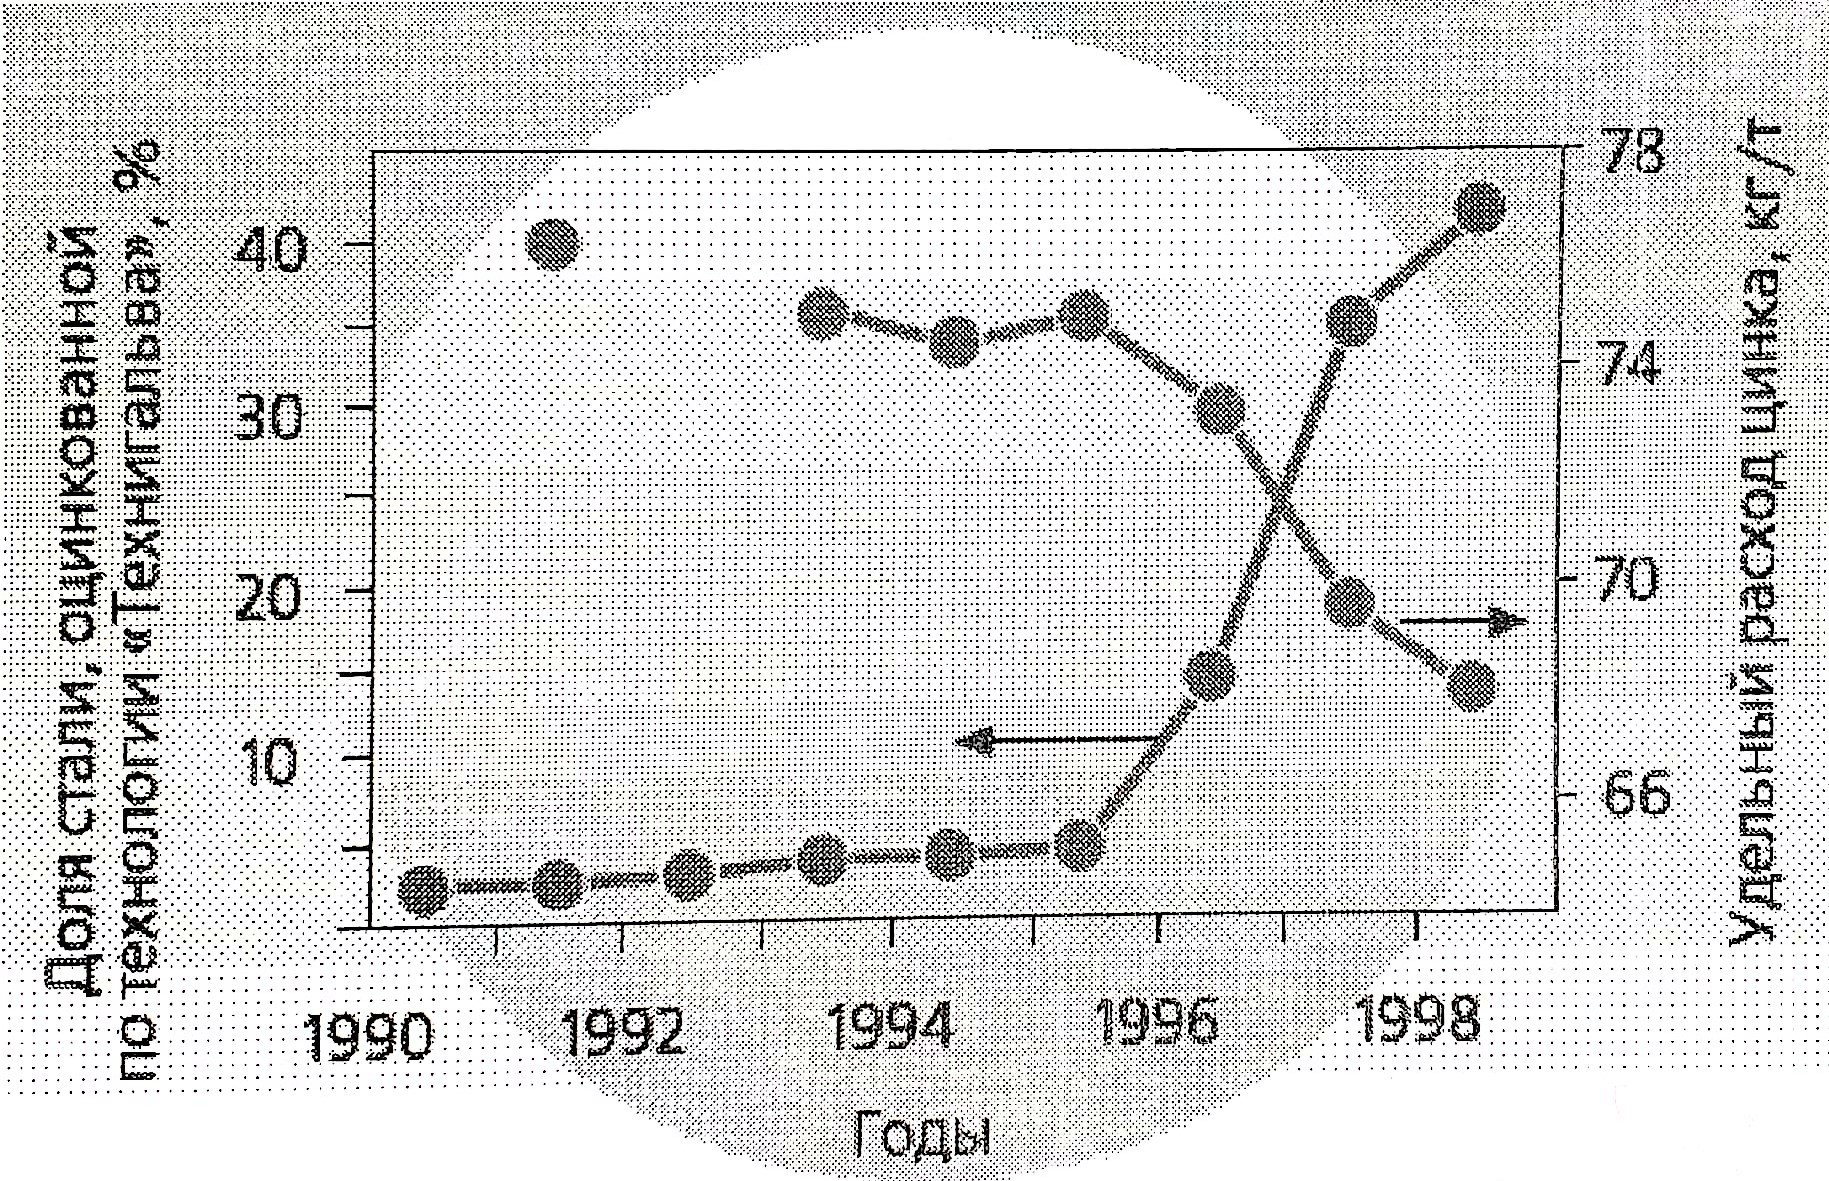 Доля стали, оцинкованной
по технологии «Технигальва», %
40
30
20
10
78
74
70
66
Удельный расход цинка, кг/т
1990 1992 1994 1996 1998
Годы